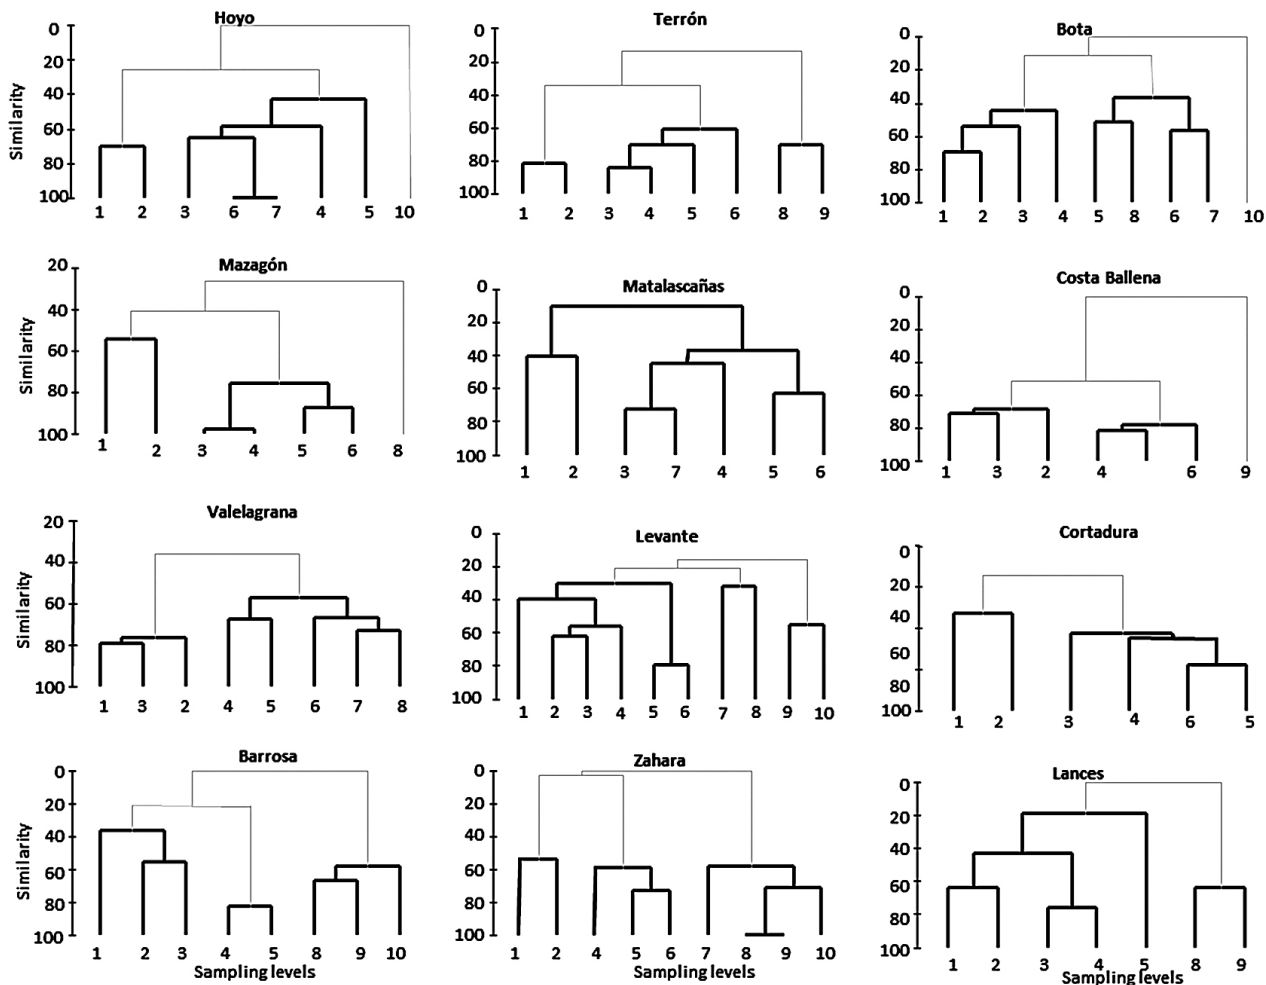 Hoyo
0
20
40
60
80
100
Similarity
1 2 3 6 7 4 5 10
Terrón
0
20
40
60
80
100
1 2 3 4 5 6 8 9
Bota
0
20
40
60
80
100
1 2 3 4 5 8 6 7 10
Mazagón
20
40
60
80
100
Similarity
1 2 3 4 5 6 8
Matalascañas
0
20
40
60
80
100
1 2 3 7 4 5 6
Costa Ballena
0
20
40
60
80
100
1 3 2 4 6 9
Valelagrana
20
40
60
80
100
Similarity
1 3 2 4 5 6 7 8
Levante
0
20
40
60
80
100
1 2 3 4 5 6 7 8 9 10
Cortadura
0
20
40
60
80
100
1 2 3 4 6 5
Barrosa
0
20
40
60
80
100
Similarity
1 2 3 4 5 8 9 10
Sampling levels
Zahara
0
20
40
60
80
100
1 2 4 5 6 7 8 9 10
Sampling levels
Lances
0
20
40
60
80
100
1 2 3 4 5 8 9
Sampling levels